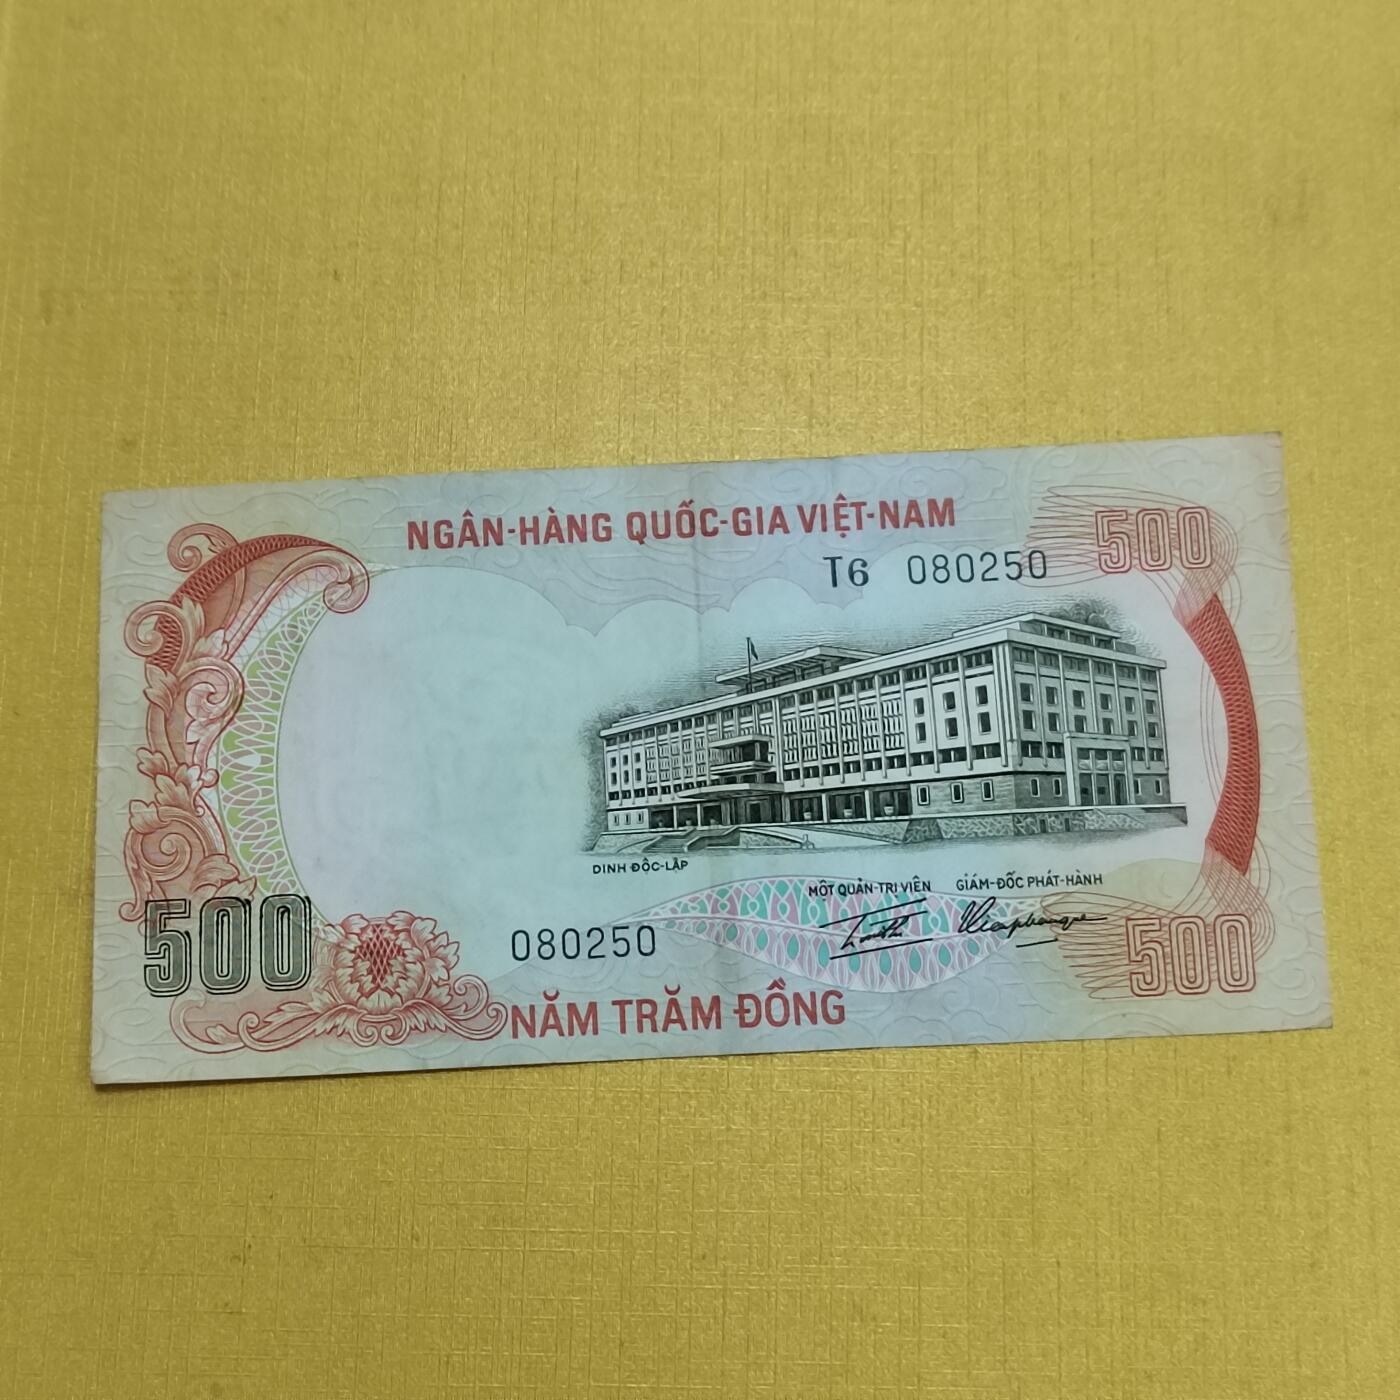 NGÂN-HÀNG QUỐC-GIA VIỆT-NAM
500
T6 080250
DINH ĐỘC-LẬP
MỘT QUẢN-TRỊ VIÊN
GIÁM-ĐỐC PHÁT-HÀNH
500
080250
500
NĂM TRĂM ĐỒNG